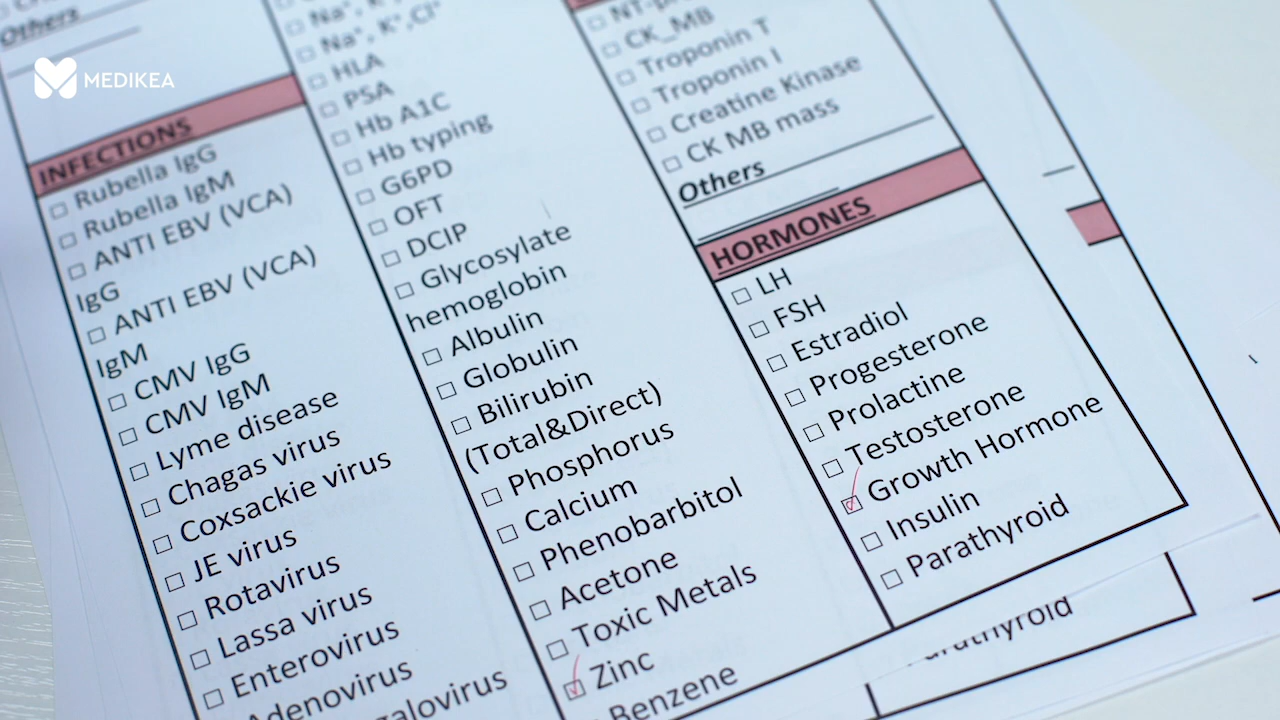 Others
MEDIKEA
INFECTIONS
Rubella IgG
Rubella IgM
ANTI EBV (VCA)
IgG
ANTI EBV (VCA)
IgM
CMV IgG
CMV IgM
Lyme disease
Chagas virus
Coxsackie virus
JE virus
Rotavirus
Lassa virus
Enterovirus
Adenovirus
Na⁺, K⁺,Cl⁺
HLA
PSA
Hb A1C
Hb typing
G6PD
OFT
DCIP
Glycosylate
hemoglobin
Albulin
Globulin
Bilirubin
(Total&Direct)
Phosphorus
Calcium
Phenobarbitol
Acetone
Toxic Metals
Zinc
Benzene
CK_MB
Troponin T
Troponin I
Creatine Kinase
CK MB mass
Others
HORMONES
LH
FSH
Estradiol
Progesterone
Prolactine
Testosterone
Growth Hormone
Insulin
Parathyroid